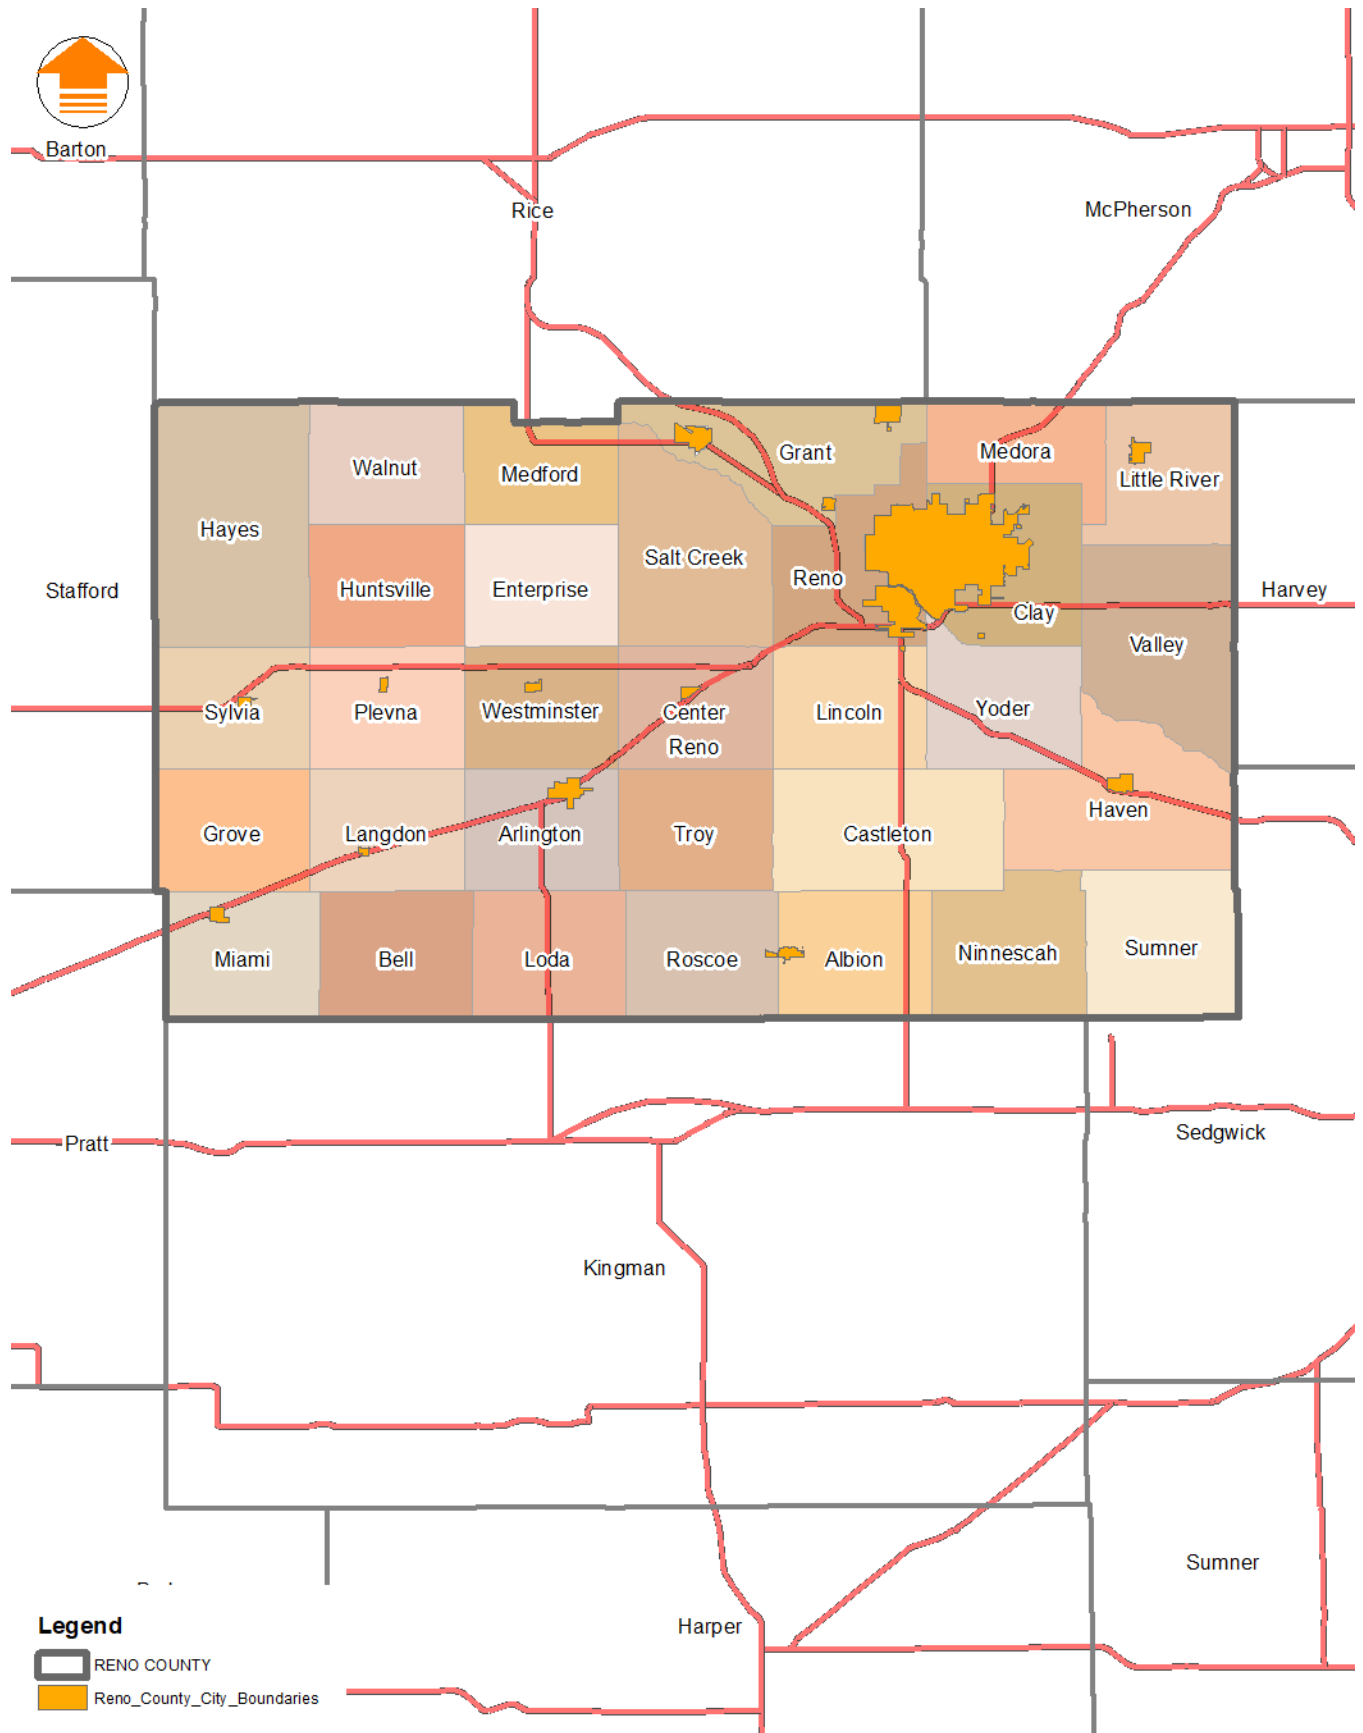 Barton
Rice
McPherson
Walnut
Medford
Grant
Medora
Little River
Hayes
Salt Creek
Reno
Stafford
Huntsville
Enterprise
Harvey
Clay
Valley
Sylvia
Plevna
Westminster
Center
Lincoln
Yoder
Reno
Haven
Grove
Langdon
Arlington
Troy
Castleton
Miami
Bell
Loda
Roscoe
Albion
Ninnescah
Sumner
Pratt
Sedgwick
Kingman
Sumner
Harper
Legend
RENO COUNTY
Reno_County_City_Boundaries